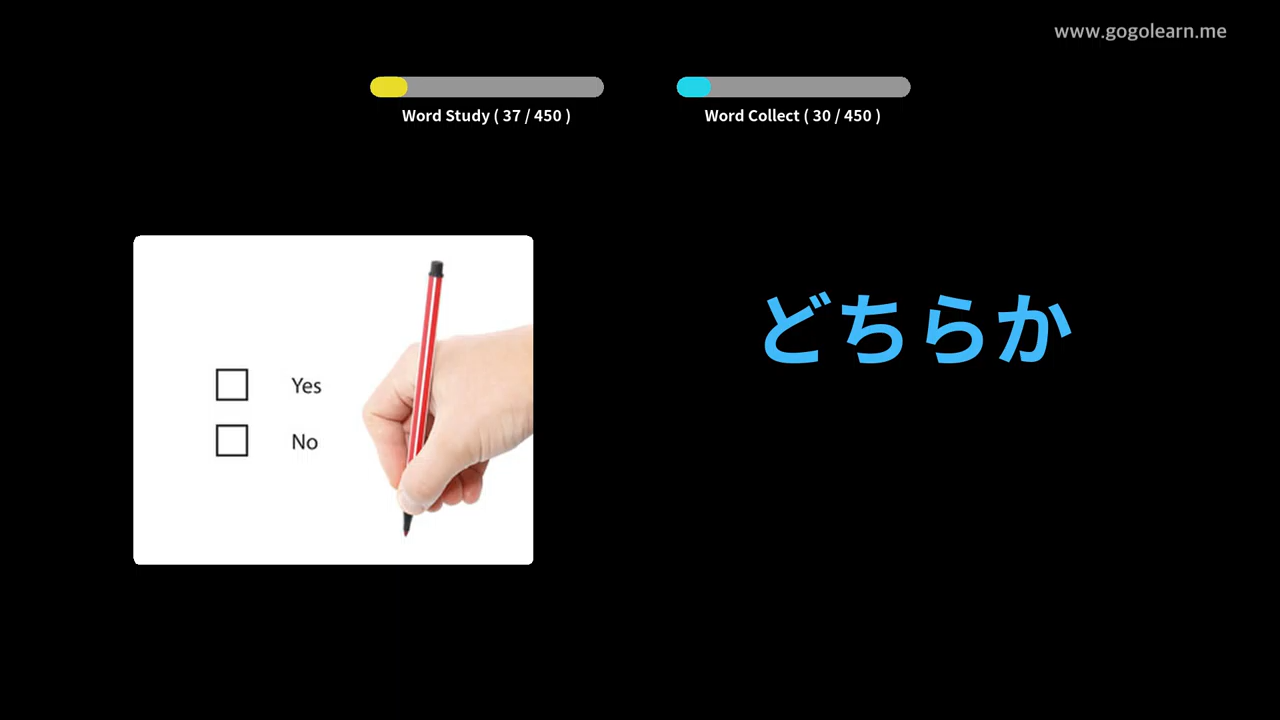 www.gogolearn.me
Word Study ( 37 / 450 )
Word Collect ( 30 / 450 )
どちらか
Yes
No